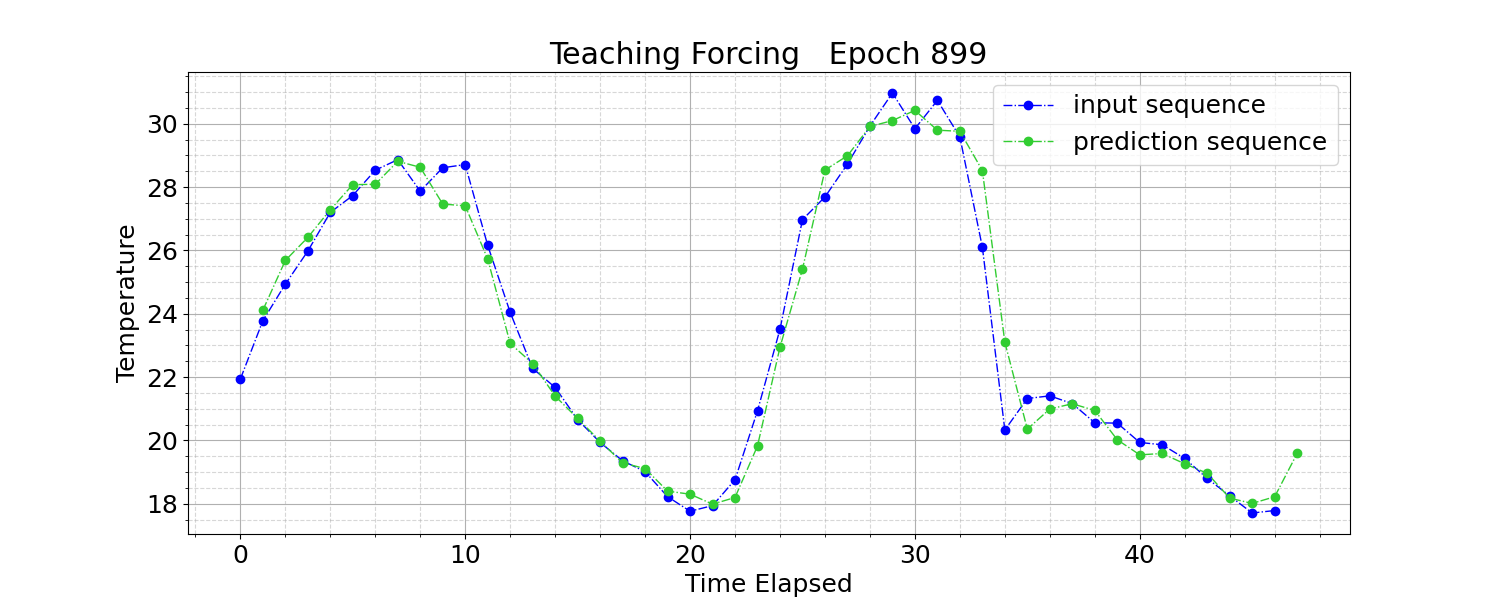 Teaching Forcing   Epoch 899
input sequence
prediction sequence
Temperature
30
28
26
24
22
20
18
0 10 20 30 40
Time Elapsed